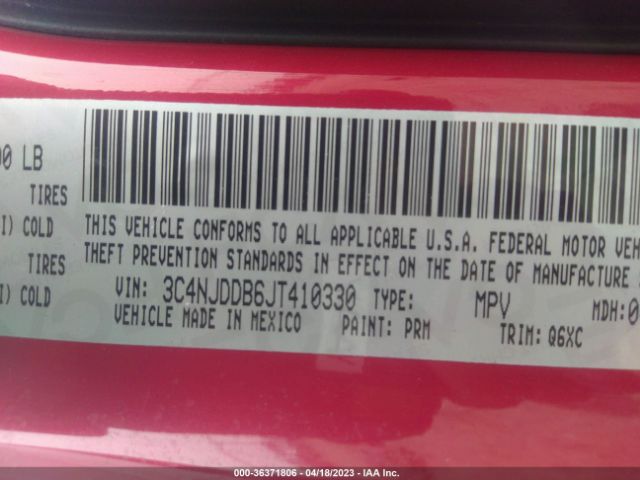 00 LB
TIRES
I) COLD
TIRES
I) COLD
THIS VEHICLE CONFORMS TO ALL APPLICABLE U.S.A. FEDERAL MOTOR VEH
THEFT PREVENTION STANDARDS IN EFFECT ON THE DATE OF MANUFACTURE
VIN: 3C4NJDDB6JT410330 TYPE: MPV MDH:0
VEHICLE MADE IN MEXICO PAINT: PRM TRIM: Q6XC
000-36371806 - 04/18/2023 - IAA Inc.